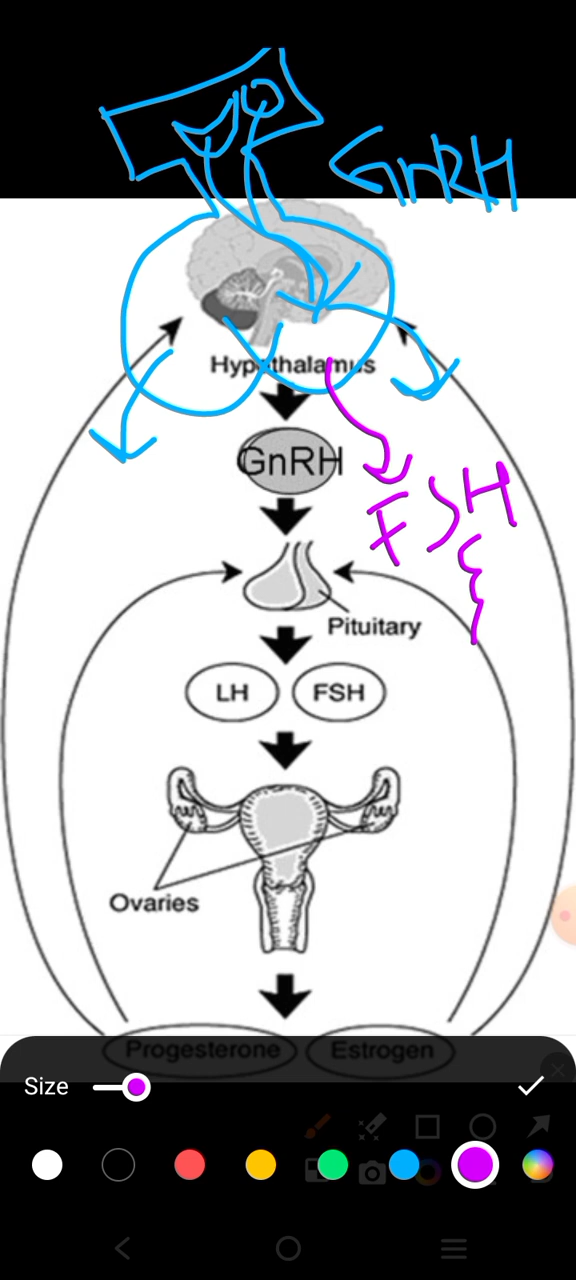 GnRH
Hypothalamus
GnRH
FSH
Pituitary
LH
FSH
Ovaries
Progesterone
Estrogen
Size